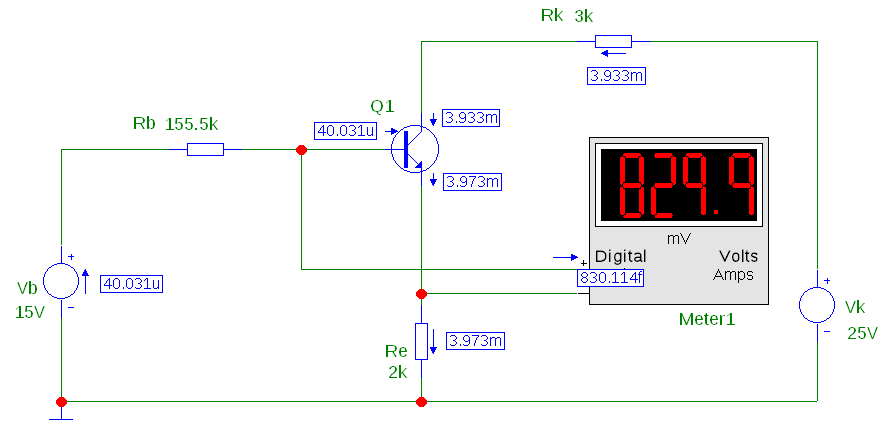 Rk 3k
3.933m
Q1
3.933m
Rb 155.5k
40.031u
829.9
3.973m
mV
Digital Volts
Amps
+
830.114f
+
Vb
15V
-
40.031u
+
Vk
25V
-
Meter1
3.973m
Re
2k